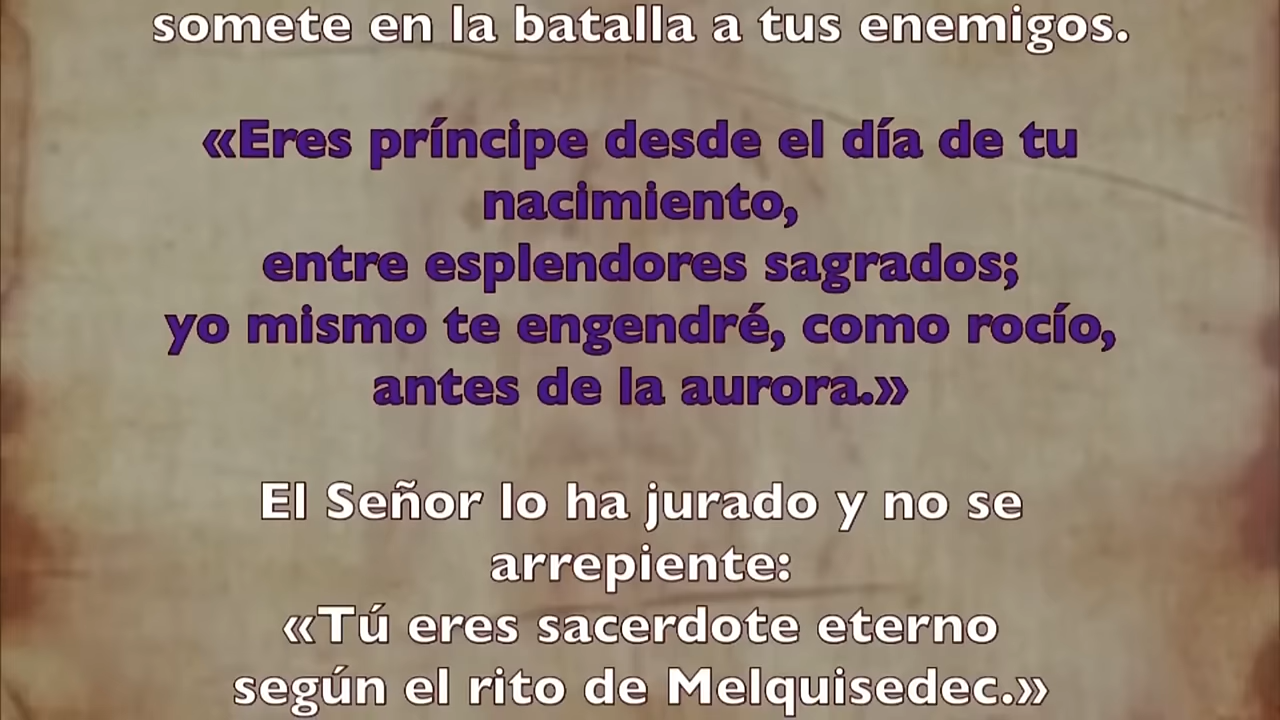 somete en la batalla a tus enemigos.
«Eres príncipe desde el día de tu
nacimiento,
entre esplendores sagrados;
yo mismo te engendré, como rocío,
antes de la aurora.»
El Señor lo ha jurado y no se
arrepiente:
«Tú eres sacerdote eterno
según el rito de Melquisedec.»